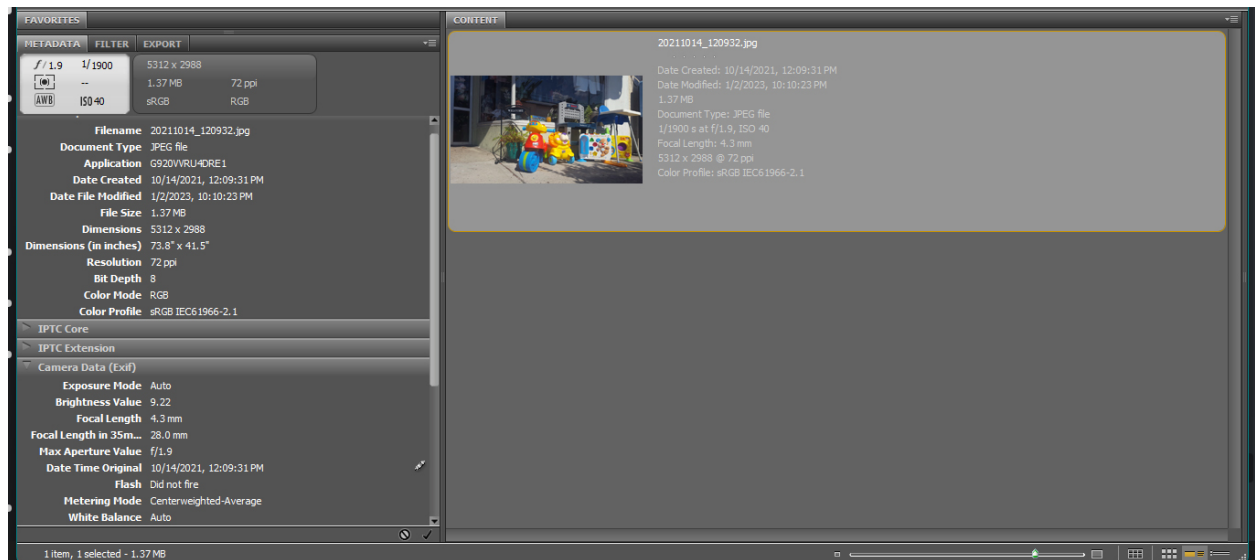 FAVORITES
METADATA FILTER EXPORT
f/1.9 1/1900
--
AWB ISO 40
5312 x 2988
1.37 MB 72 ppi
sRGB RGB
Filename 20211014_120932.jpg
Document Type JPEG file
Application G920VVRU4DRE1
Date Created 10/14/2021, 12:09:31 PM
Date File Modified 1/2/2023, 10:10:23 PM
File Size 1.37 MB
Dimensions 5312 x 2988
Dimensions (in inches) 73.8" x 41.5"
Resolution 72 ppi
Bit Depth 8
Color Mode RGB
Color Profile sRGB IEC61966-2.1
IPTC Core
IPTC Extension
Camera Data (Exif)
Exposure Mode Auto
Brightness Value 9.22
Focal Length 4.3 mm
Focal Length in 35m... 28.0 mm
Max Aperture Value f/1.9
Date Time Original 10/14/2021, 12:09:31 PM
Flash Did not fire
Metering Mode Centerweighted-Average
White Balance Auto
1 item, 1 selected - 1.37 MB
CONTENT
20211014_120932.jpg
Date Created: 10/14/2021, 12:09:31 PM
Date Modified: 1/2/2023, 10:10:23 PM
1.37 MB
Document Type: JPEG file
1/1900 s at f/1.9, ISO 40
Focal Length: 4.3 mm
5312 x 2988 @ 72 ppi
Color Profile: sRGB IEC61966-2.1